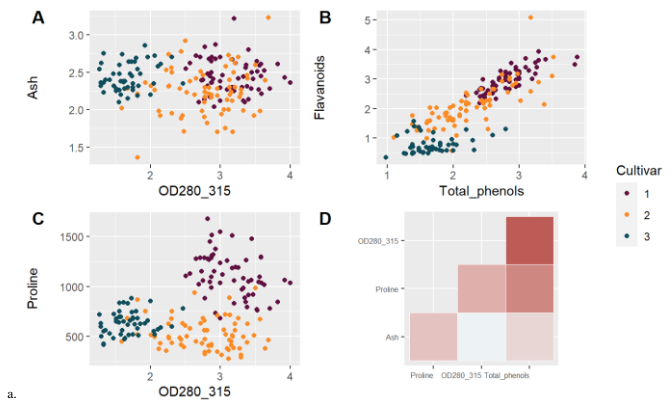 A
Ash
3.0
2.5
2.0
1.5
2
3
4
OD280_315
B
Flavanoids
5
4
3
2
1
1
2
3
4
Total_phenols
C
Proline
1500
1000
500
2
3
4
OD280_315
D
OD280_315
Proline
Ash
Proline OD280_315 Total_phenols
Cultivar
1
2
3
a.